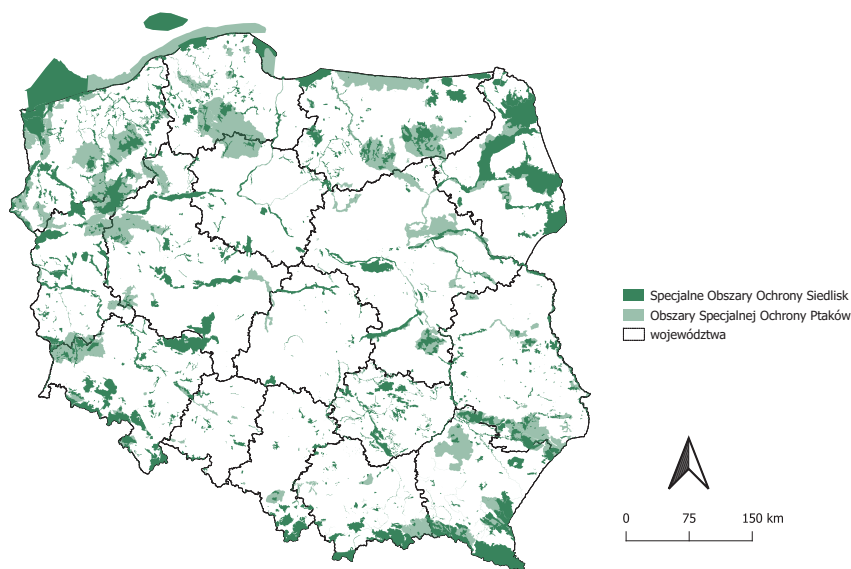 Specjalne Obszary Ochrony Siedlisk
Obszary Specjalnej Ochrony Ptaków
województwa
0 75 150 km